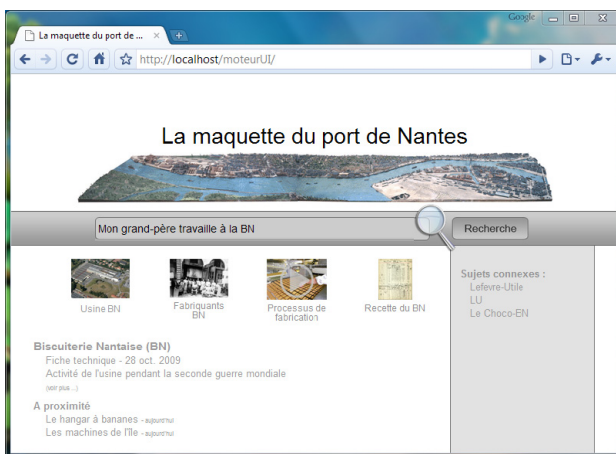 Google
La maquette du port de ...
http://localhost/moteurUI/
La maquette du port de Nantes
Mon grand-père travaille à la BN
Recherche
Usine BN
Fabriquants
BN
Processus de
fabrication
Recette du BN
Sujets connexes :
Lefevre-Utile
LU
Le Choco-EN
Biscuiterie Nantaise (BN)
Fiche technique - 28 oct. 2009
Activité de l'usine pendant la seconde guerre mondiale
(voir plus ...)
A proximité
Le hangar à bananes - aujourd'hui
Les machines de l'île - aujourd'hui